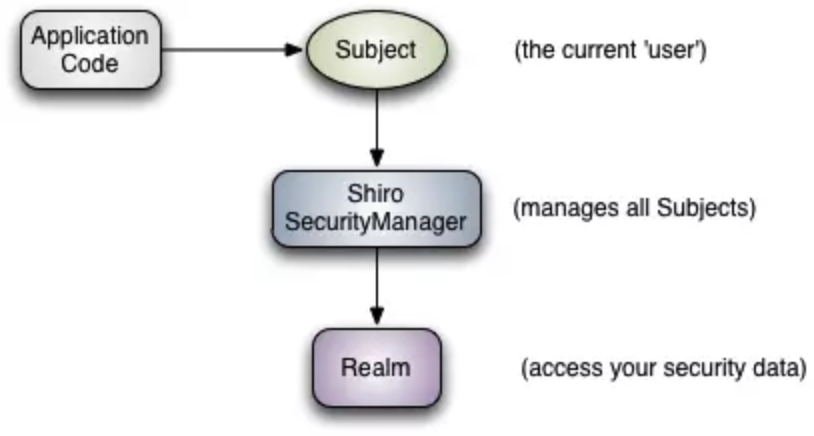 Application
Code
Subject
(the current 'user')
Shiro
SecurityManager
(manages all Subjects)
Realm
(access your security data)